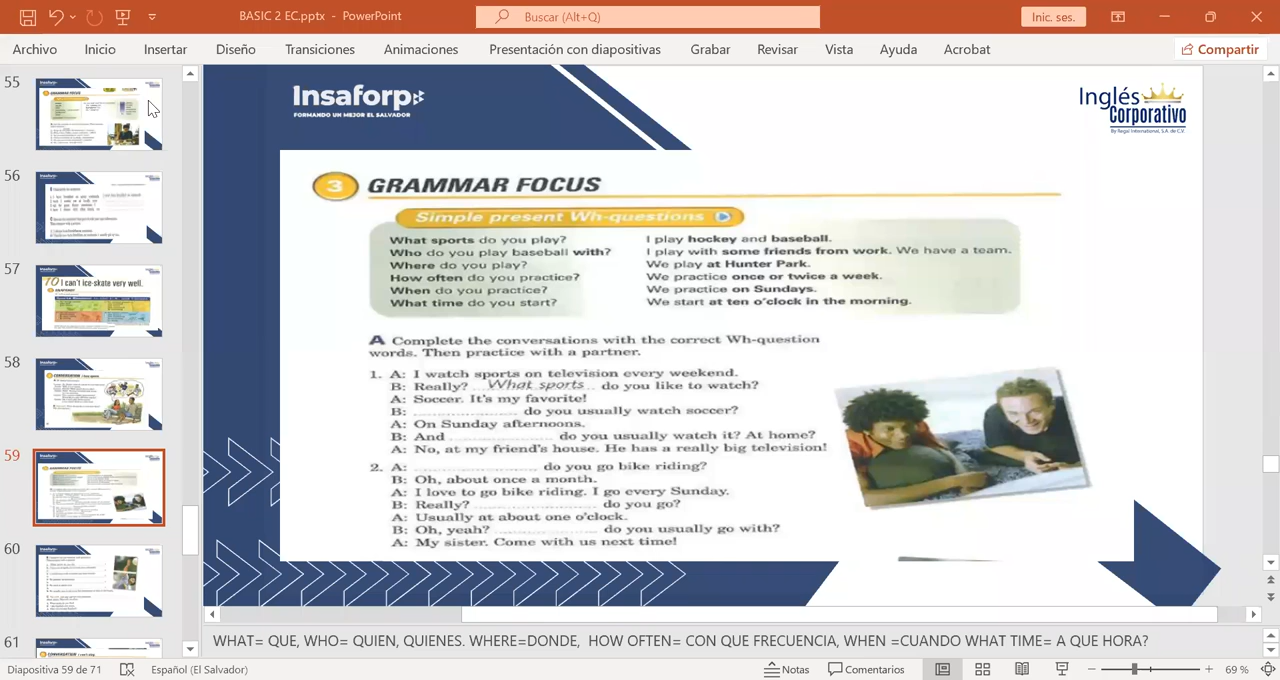 BASIC 2 EC.pptx - PowerPoint
Buscar (Alt+Q)
Inic. ses.
Archivo Inicio Insertar Diseño Transiciones Animaciones Presentación con diapositivas Grabar Revisar Vista Ayuda Acrobat Compartir
55
56
57
10 I can't ice-skate very well.
58
59
60
61
Insaforp
FORMANDO UN MEJOR EL SALVADOR
Inglés
Corporativo
By Regal International, S.A. de C.V.
3 GRAMMAR FOCUS
Simple present Wh-questions
What sports do you play? I play hockey and baseball.
Who do you play baseball with? I play with some friends from work. We have a team.
Where do you play? We play at Hunter Park.
How often do you practice? We practice once or twice a week.
When do you practice? We practice on Sundays.
What time do you start? We start at ten o'clock in the morning.
A Complete the conversations with the correct Wh-question
words. Then practice with a partner.
1. A: I watch sports on television every weekend.
B: Really? What sports do you like to watch?
A: Soccer. It's my favorite!
B: do you usually watch soccer?
A: On Sunday afternoons.
B: And do you usually watch it? At home?
A: No, at my friend's house. He has a really big television!
2. A: do you go bike riding?
B: Oh, about once a month.
A: I love to go bike riding. I go every Sunday.
B: Really? do you go?
A: Usually at about one o'clock.
B: Oh, yeah? do you usually go with?
A: My sister. Come with us next time!
WHAT= QUE, WHO= QUIEN, QUIENES. WHERE=DONDE, HOW OFTEN= CON QUE FRECUENCIA, WHEN =CUANDO WHAT TIME= A QUE HORA?
Diapositiva 59 de 71 Español (El Salvador) Notas Comentarios 69 %